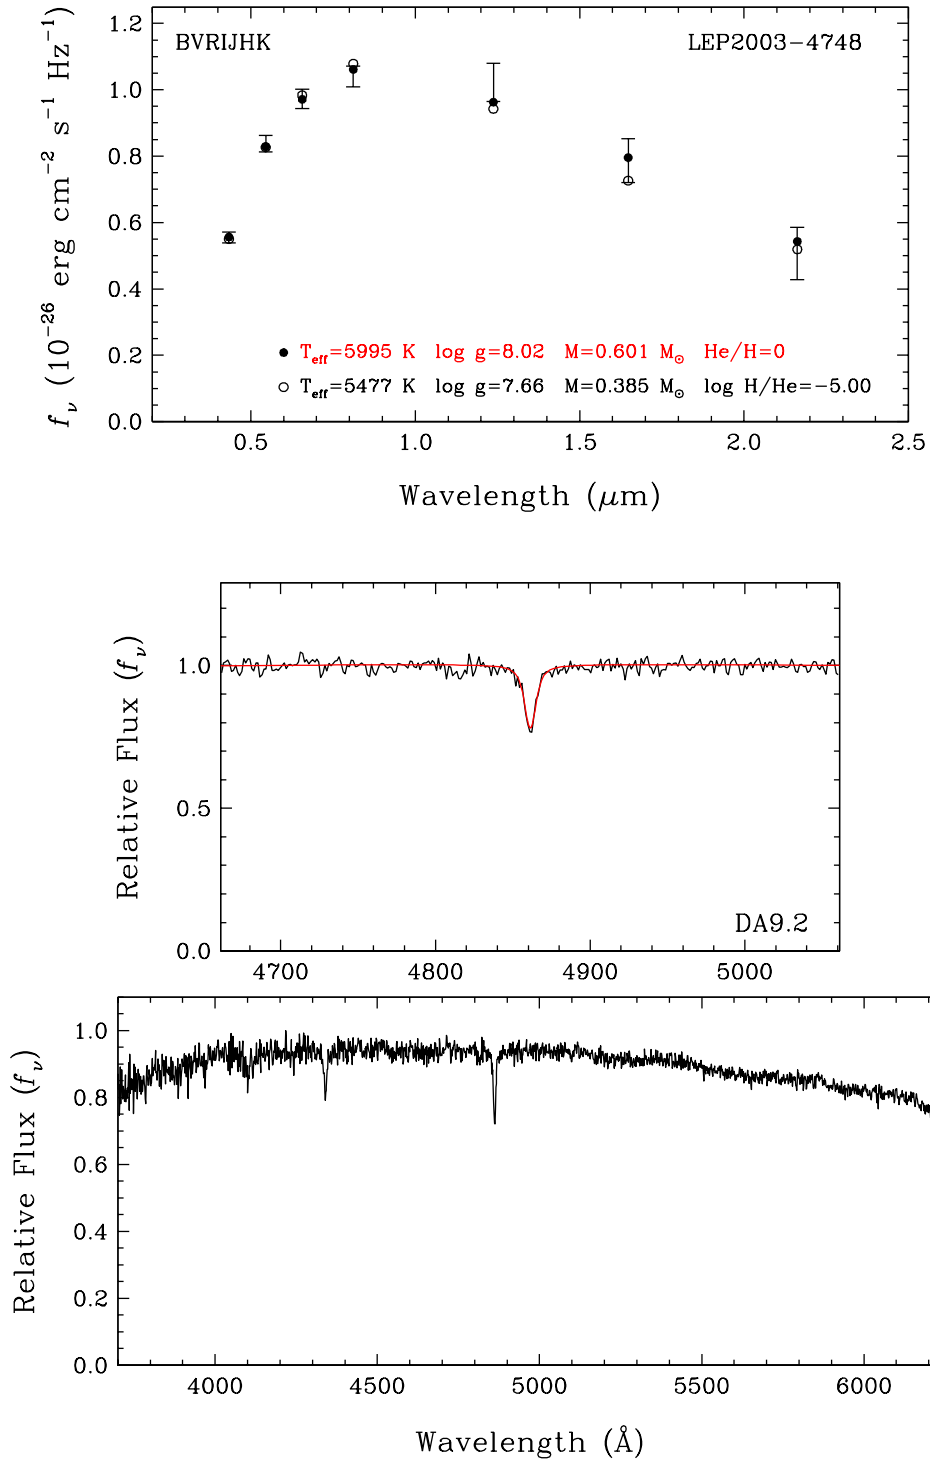 BVRIJHK LEP2003−4748
f_ν (10^−26 erg cm^−2 s^−1 Hz^−1)
1.2
1.0
0.8
0.6
0.4
0.2
0.0
T_eff=5995 K log g=8.02 M=0.601 M_⊙ He/H=0
T_eff=5477 K log g=7.66 M=0.385 M_⊙ log H/He=−5.00
0.5 1.0 1.5 2.0 2.5
Wavelength (μm)
Relative Flux (f_ν)
1.0
0.5
0.0
DA9.2
4700 4800 4900 5000
Relative Flux (f_ν)
1.0
0.8
0.6
0.4
0.2
0.0
4000 4500 5000 5500 6000
Wavelength (Å)